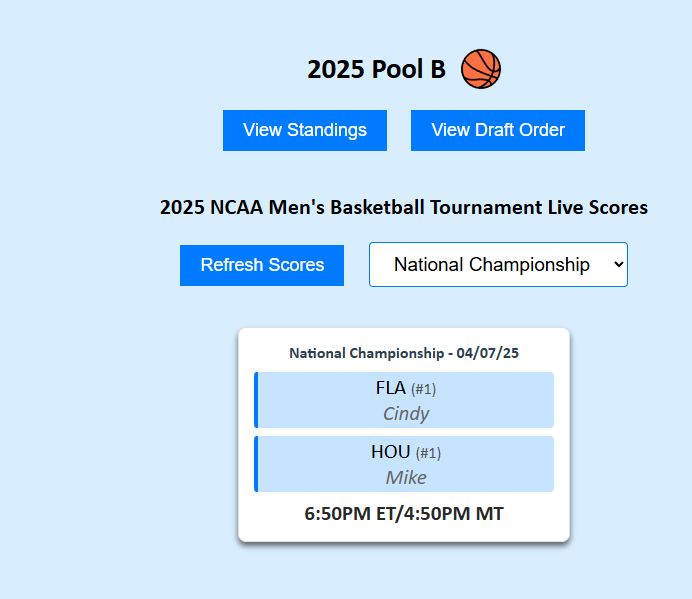 2025 Pool B
View Standings
View Draft Order
2025 NCAA Men's Basketball Tournament Live Scores
Refresh Scores
National Championship
National Championship - 04/07/25
FLA (#1)
Cindy
HOU (#1)
Mike
6:50PM ET/4:50PM MT